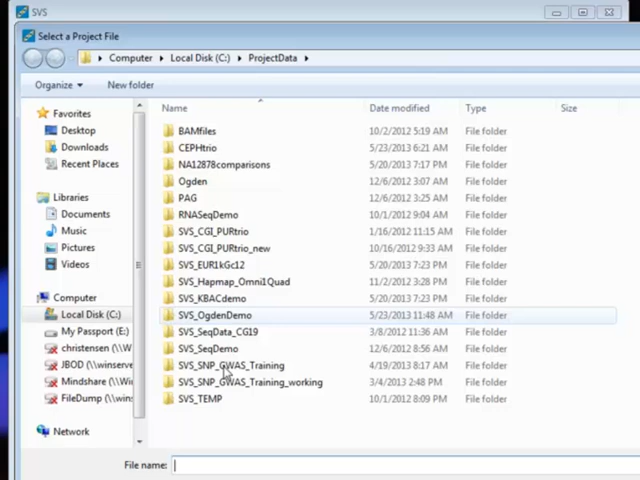 SVS
Select a Project File
Computer Local Disk (C:) ProjectData
Organize New folder
Favorites
Desktop
Downloads
Recent Places
Libraries
Documents
Music
Pictures
Videos
Computer
Local Disk (C:)
My Passport (E:)
christensen (\\W
JBOD (\\winserve
Mindshare (\\Wi
FileDump (\\wins
Network
Name Date modified Type Size
BAMfiles 10/2/2012 5:19 AM File folder
CEPHtrio 5/23/2013 6:21 AM File folder
NA12878comparisons 5/20/2013 7:17 PM File folder
Ogden 12/6/2012 3:07 AM File folder
PAG 12/6/2012 3:25 AM File folder
RNASeqDemo 10/1/2012 9:04 AM File folder
SVS_CGI_PURtrio 1/16/2012 11:15 AM File folder
SVS_CGI_PURtrio_new 10/16/2012 9:33 AM File folder
SVS_EUR1kGc12 5/20/2013 7:23 PM File folder
SVS_Hapmap_Omni1Quad 11/2/2012 3:28 PM File folder
SVS_KBACdemo 5/20/2013 7:23 PM File folder
SVS_OgdenDemo 5/23/2013 11:48 AM File folder
SVS_SeqData_CG19 3/8/2012 11:36 AM File folder
SVS_SeqDemo 12/6/2012 8:56 AM File folder
SVS_SNP_GWAS_Training 4/19/2013 8:37 AM File folder
SVS_SNP_GWAS_Training_working 3/4/2013 2:48 PM File folder
SVS_TEMP 10/1/2012 8:09 PM File folder
File name: